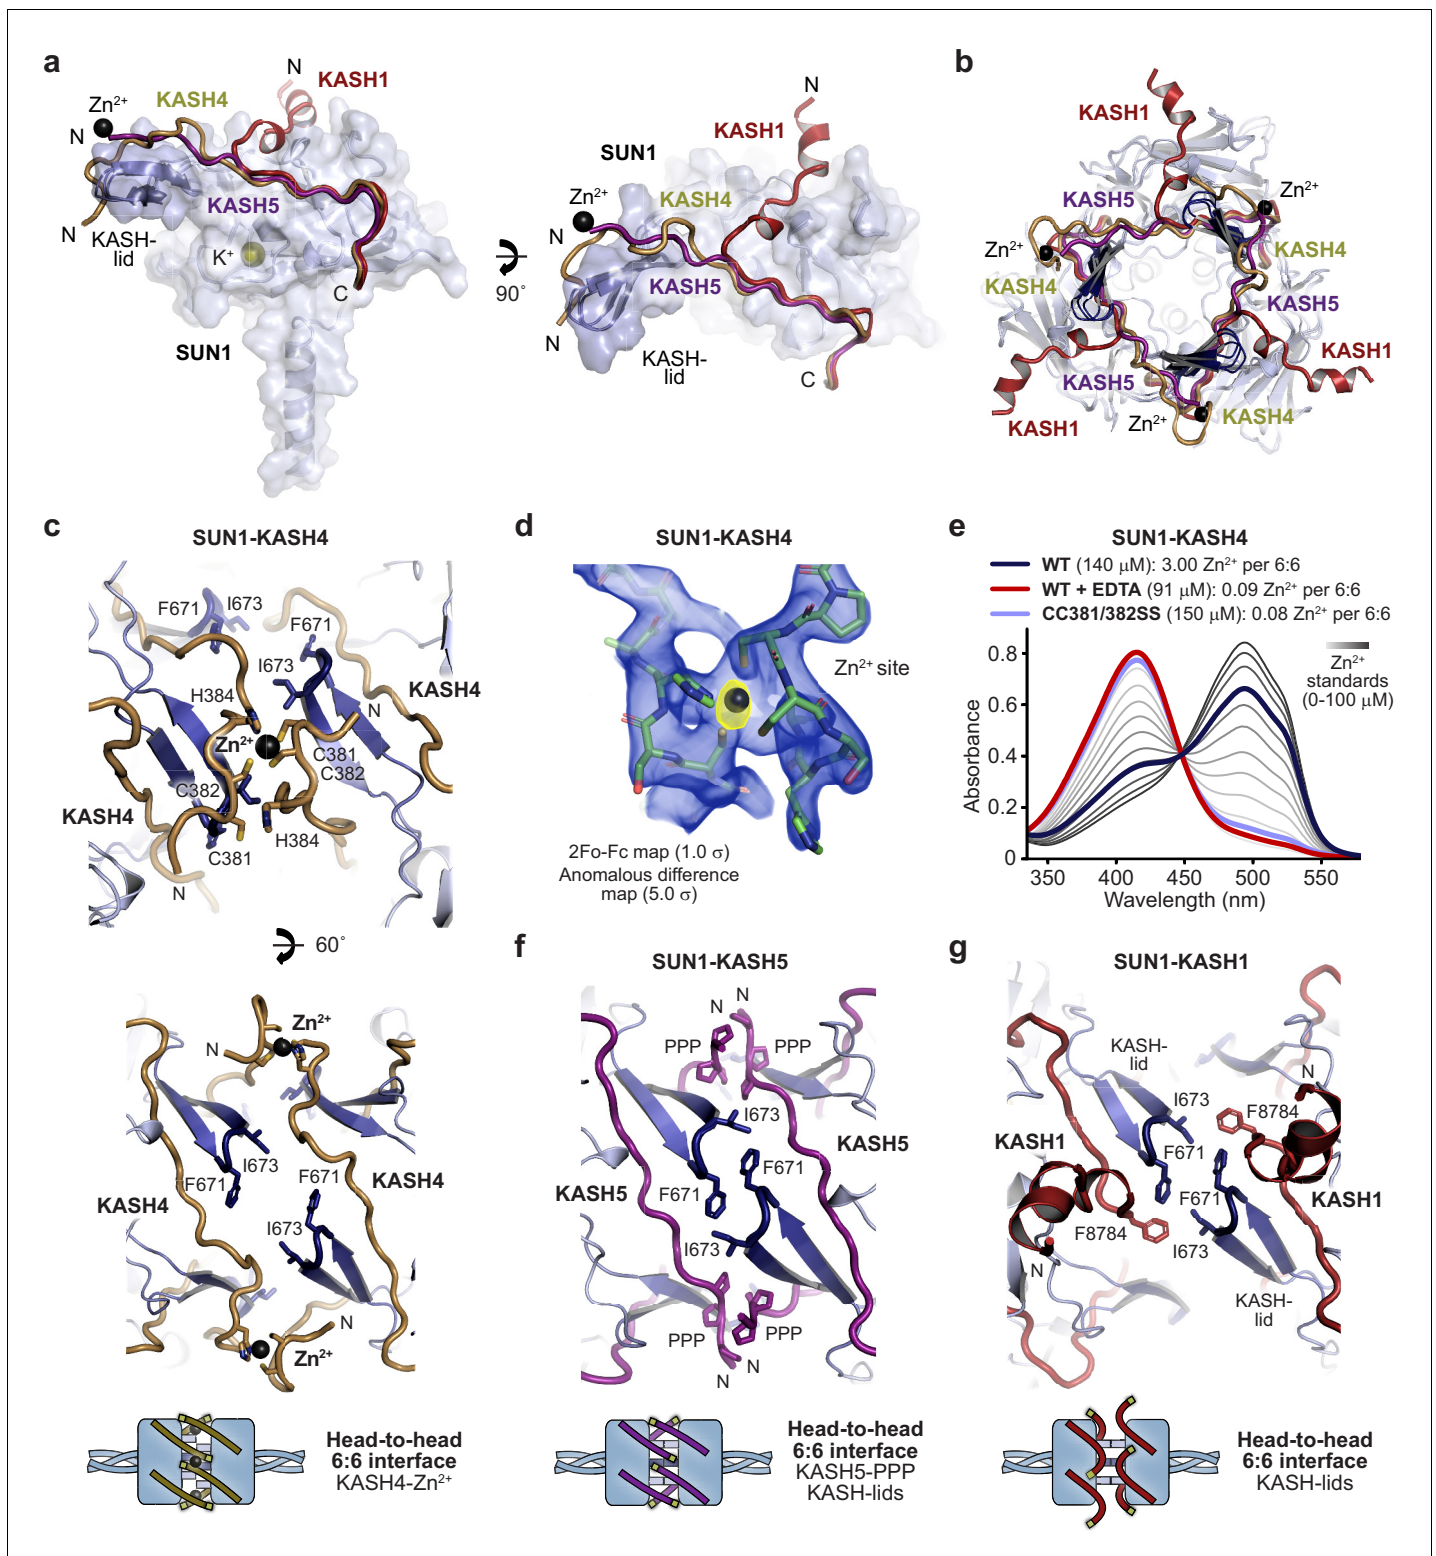 a
N
KASH1
Zn²⁺
KASH4
N
KASH5
N
KASH-
lid
K⁺
C
SUN1
90°
N
KASH1
SUN1
Zn²⁺
KASH4
N
KASH5
N
KASH-
lid
C
b
KASH1
KASH5
Zn²⁺
Zn²⁺
KASH4
KASH4
KASH5
KASH1
KASH5
Zn²⁺
KASH4
KASH1
c
SUN1-KASH4
F671
I673
F671
I673
KASH4
H384
N
Zn²⁺
C381
C382
C382
KASH4
H384
C381
N
60°
Zn²⁺
N
I673
F671
F671
KASH4
KASH4
I673
N
Zn²⁺
Head-to-head
6:6 interface
KASH4-Zn²⁺
d
SUN1-KASH4
Zn²⁺ site
2Fo-Fc map (1.0 σ)
Anomalous difference
map (5.0 σ)
e
SUN1-KASH4
WT (140 μM): 3.00 Zn²⁺ per 6:6
WT + EDTA (91 μM): 0.09 Zn²⁺ per 6:6
CC381/382SS (150 μM): 0.08 Zn²⁺ per 6:6
Zn²⁺
standards
(0-100 μM)
0.8
0.6
0.4
0.2
0
Absorbance
350
400
450
500
550
Wavelength (nm)
f
SUN1-KASH5
N
N
PPP
PPP
I673
KASH5
F671
KASH5
F671
I673
PPP
PPP
N
N
Head-to-head
6:6 interface
KASH5-PPP
KASH-lids
g
SUN1-KASH1
KASH-
lid
N
I673
F8784
KASH1
F671
KASH1
F671
F8784
I673
N
KASH-
lid
Head-to-head
6:6 interface
KASH-lids